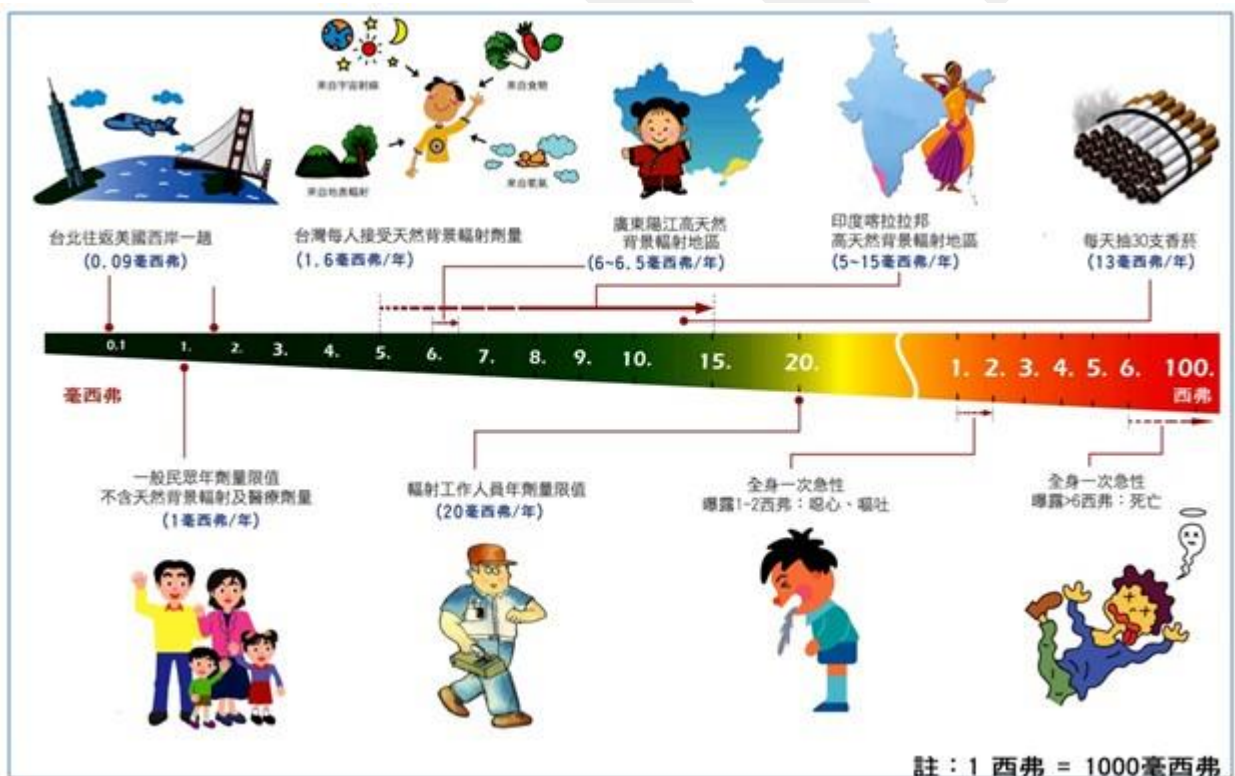 來自宇宙射線
來自食物
來自地表輻射
來自氡氣
台北往返美國西岸一趟
(0.09毫西弗)
台灣每人接受天然背景輻射劑量
(1.6毫西弗/年)
廣東陽江高天然
背景輻射地區
(6~6.5毫西弗/年)
印度喀拉拉邦
高天然背景輻射地區
(5~15毫西弗/年)
每天抽30支香菸
(13毫西弗/年)
0.1 1. 2. 3. 4. 5. 6. 7. 8. 9. 10. 15. 20. 1. 2. 3. 4. 5. 6. 100.
毫西弗
西弗
一般民眾年劑量限值
不含天然背景輻射及醫療劑量
(1毫西弗/年)
輻射工作人員年劑量限值
(20毫西弗/年)
全身一次急性
曝露1-2西弗：噁心、嘔吐
全身一次急性
曝露>6西弗：死亡
註：1 西弗 = 1000毫西弗